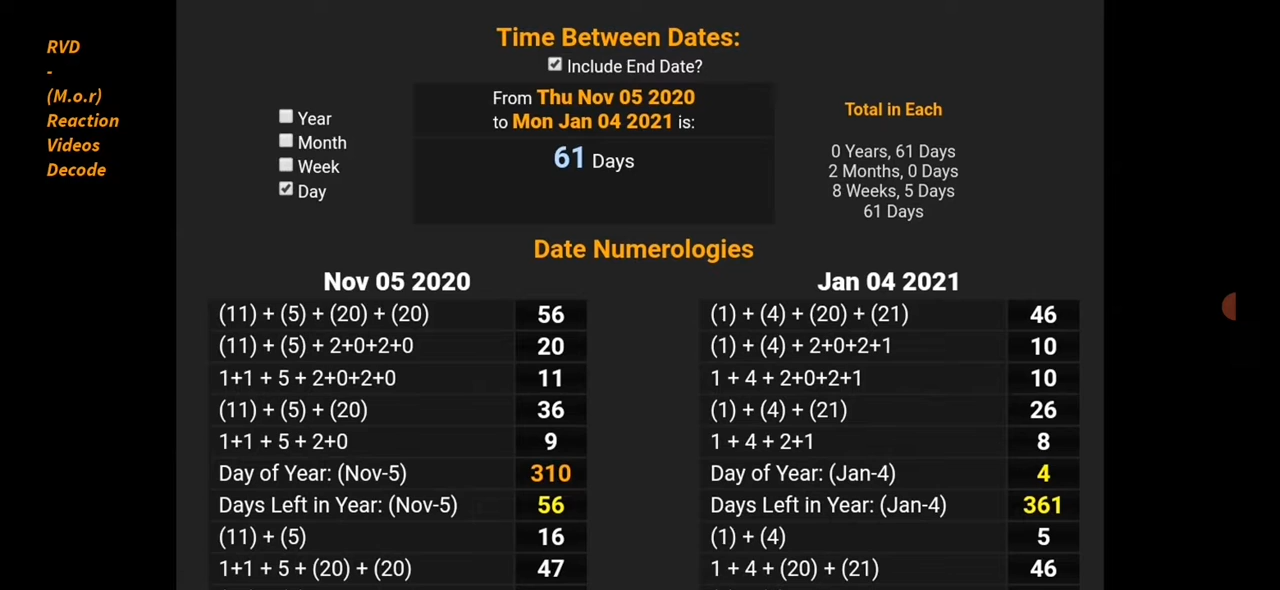 RVD
-
(M.o.r)
Reaction
Videos
Decode
Time Between Dates:
Include End Date?
Year
Month
Week
Day
From Thu Nov 05 2020
to Mon Jan 04 2021 is:
61 Days
Total in Each
0 Years, 61 Days
2 Months, 0 Days
8 Weeks, 5 Days
61 Days
Date Numerologies
Nov 05 2020
(11) + (5) + (20) + (20) 56
(11) + (5) + 2+0+2+0 20
1+1 + 5 + 2+0+2+0 11
(11) + (5) + (20) 36
1+1 + 5 + 2+0 9
Day of Year: (Nov-5) 310
Days Left in Year: (Nov-5) 56
(11) + (5) 16
1+1 + 5 + (20) + (20) 47
Jan 04 2021
(1) + (4) + (20) + (21) 46
(1) + (4) + 2+0+2+1 10
1 + 4 + 2+0+2+1 10
(1) + (4) + (21) 26
1 + 4 + 2+1 8
Day of Year: (Jan-4) 4
Days Left in Year: (Jan-4) 361
(1) + (4) 5
1 + 4 + (20) + (21) 46